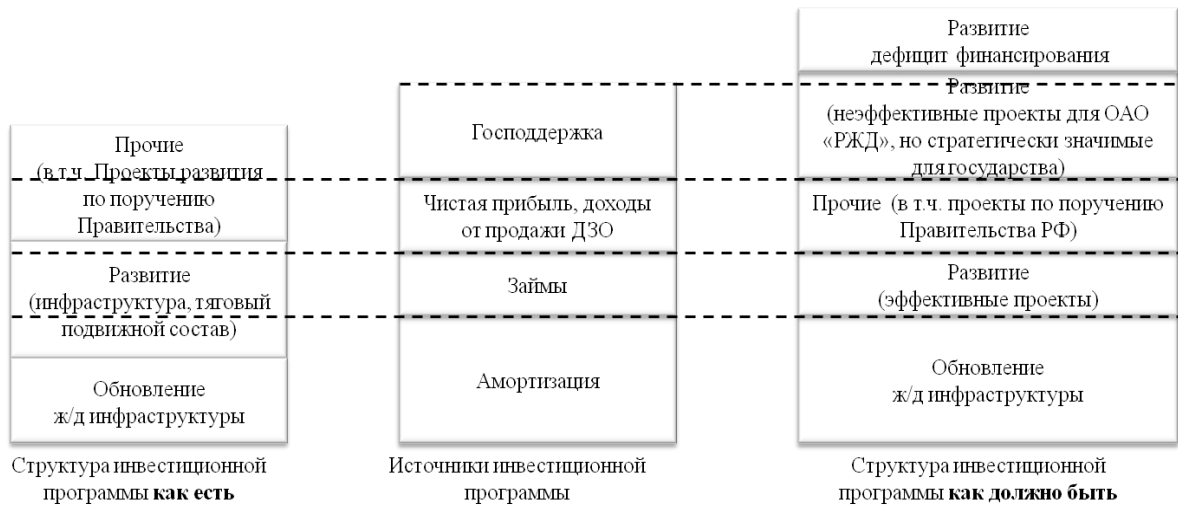 Прочие
(в т.ч. Проекты развития
по поручению
Правительства)
Развитие
(инфраструктура, тяговый
подвижной состав)
Обновление
ж/д инфраструктуры
Структура инвестиционной
программы как есть
Господдержка
Чистая прибыль, доходы
от продажи ДЗО
Займы
Амортизация
Источники инвестиционной
программы
Развитие
дефицит финансирования
Развитие
(неэффективные проекты для ОАО
«РЖД», но стратегически значимые
для государства)
Прочие (в т.ч. проекты по поручению
Правительства РФ)
Развитие
(эффективные проекты)
Обновление
ж/д инфраструктуры
Структура инвестиционной
программы как должно быть